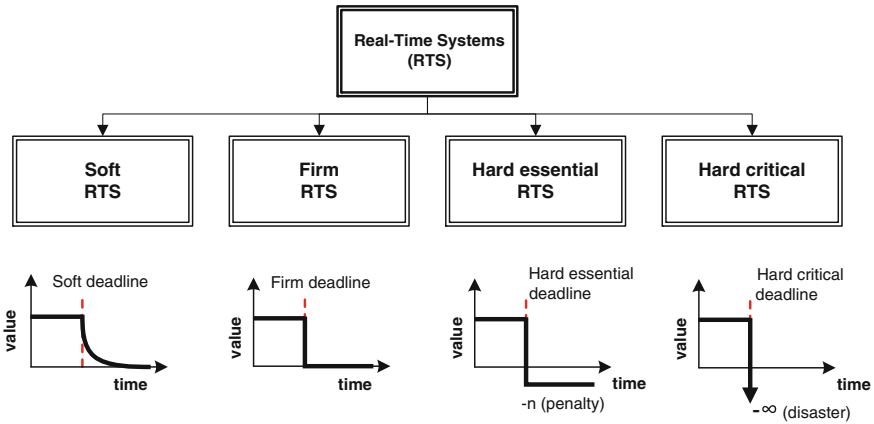 Real-Time Systems
(RTS)
Soft
RTS
Firm
RTS
Hard essential
RTS
Hard critical
RTS
Soft deadline
value
time
Firm deadline
value
time
Hard essential
deadline
value
time
-n (penalty)
Hard critical
deadline
value
time
-∞ (disaster)